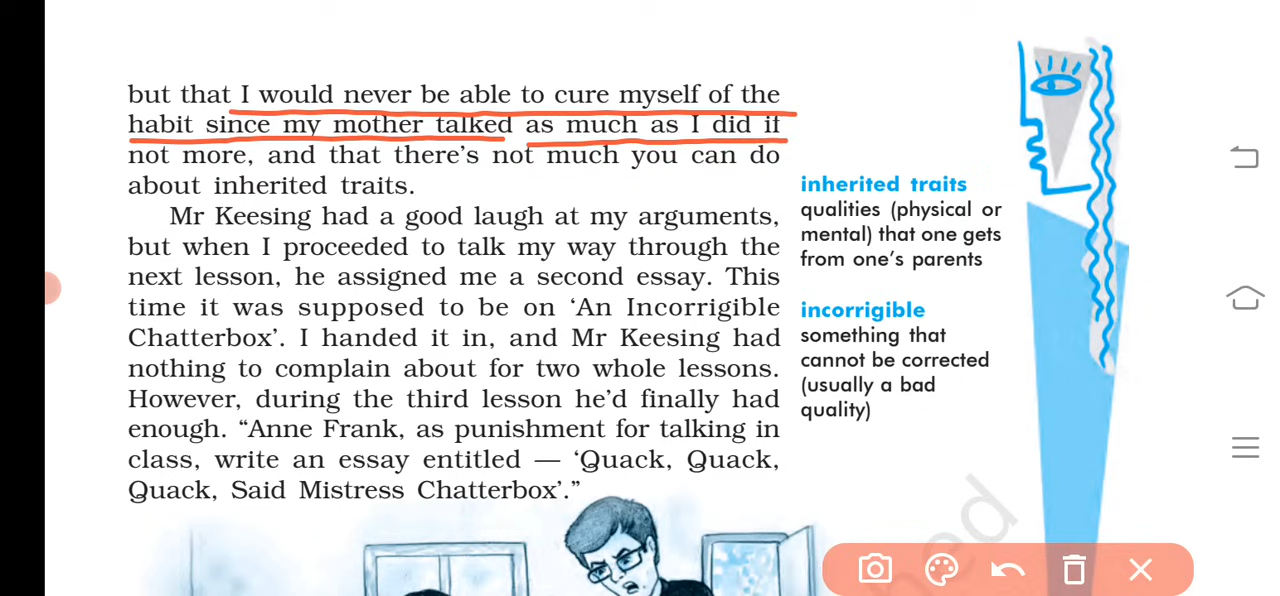 but that I would never be able to cure myself of the
habit since my mother talked as much as I did if
not more, and that there's not much you can do
about inherited traits.
Mr Keesing had a good laugh at my arguments,
but when I proceeded to talk my way through the
next lesson, he assigned me a second essay. This
time it was supposed to be on ‘An Incorrigible
Chatterbox’. I handed it in, and Mr Keesing had
nothing to complain about for two whole lessons.
However, during the third lesson he'd finally had
enough. “Anne Frank, as punishment for talking in
class, write an essay entitled — ‘Quack, Quack,
Quack, Said Mistress Chatterbox’.”
inherited traits
qualities (physical or
mental) that one gets
from one's parents
incorrigible
something that
cannot be corrected
(usually a bad
quality)